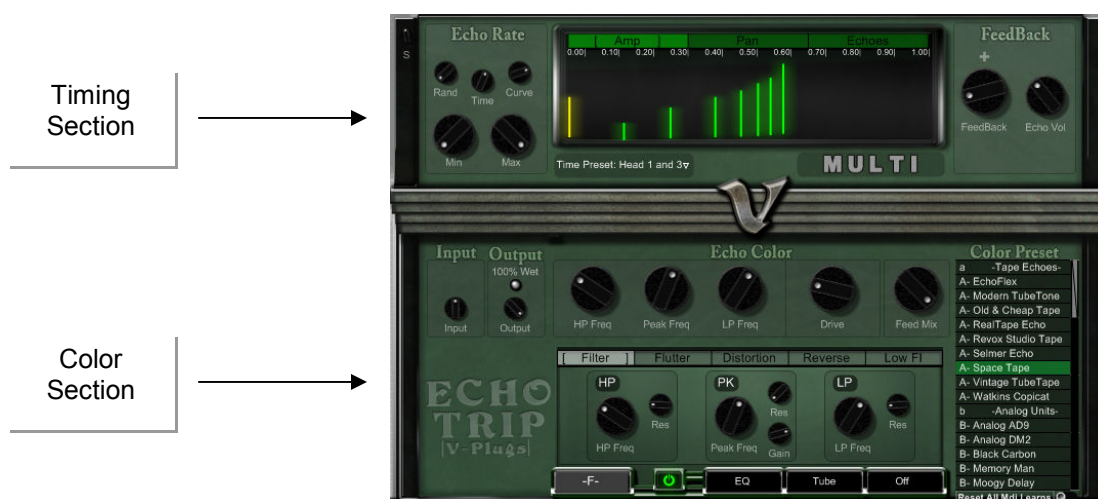 Timing
Section
Color
Section
Echo Rate
S
Rand
Time
Curve
Min
Max
[ Amp ] Pan Echoes
0.00| 0.10| 0.20| 0.30| 0.40| 0.50| 0.60| 0.70| 0.80| 0.90| 1.00|
Time Preset: Head 1 and 3▿
MULTI
FeedBack
+
FeedBack
Echo Vol
V
Input
Input
Output
100% Wet
Output
Echo Color
HP Freq
Peak Freq
LP Freq
Drive
Feed Mix
[ Filter ] Flutter Distortion Reverse Low FI
HP
HP Freq
Res
PK
Peak Freq
Res
Gain
LP
LP Freq
Res
ECHO
TRIP
|V-Plugs|
-F-
EQ
Tube
Off
Color Preset
a -Tape Echoes-
A- EchoFlex
A- Modern TubeTone
A- Old & Cheap Tape
A- RealTape Echo
A- Revox Studio Tape
A- Selmer Echo
A- Space Tape
A- Vintage TubeTape
A- Watkins Copicat
b -Analog Units-
B- Analog AD9
B- Analog DM2
B- Black Carbon
B- Memory Man
B- Moogy Delay
Reset All Mdl Learns